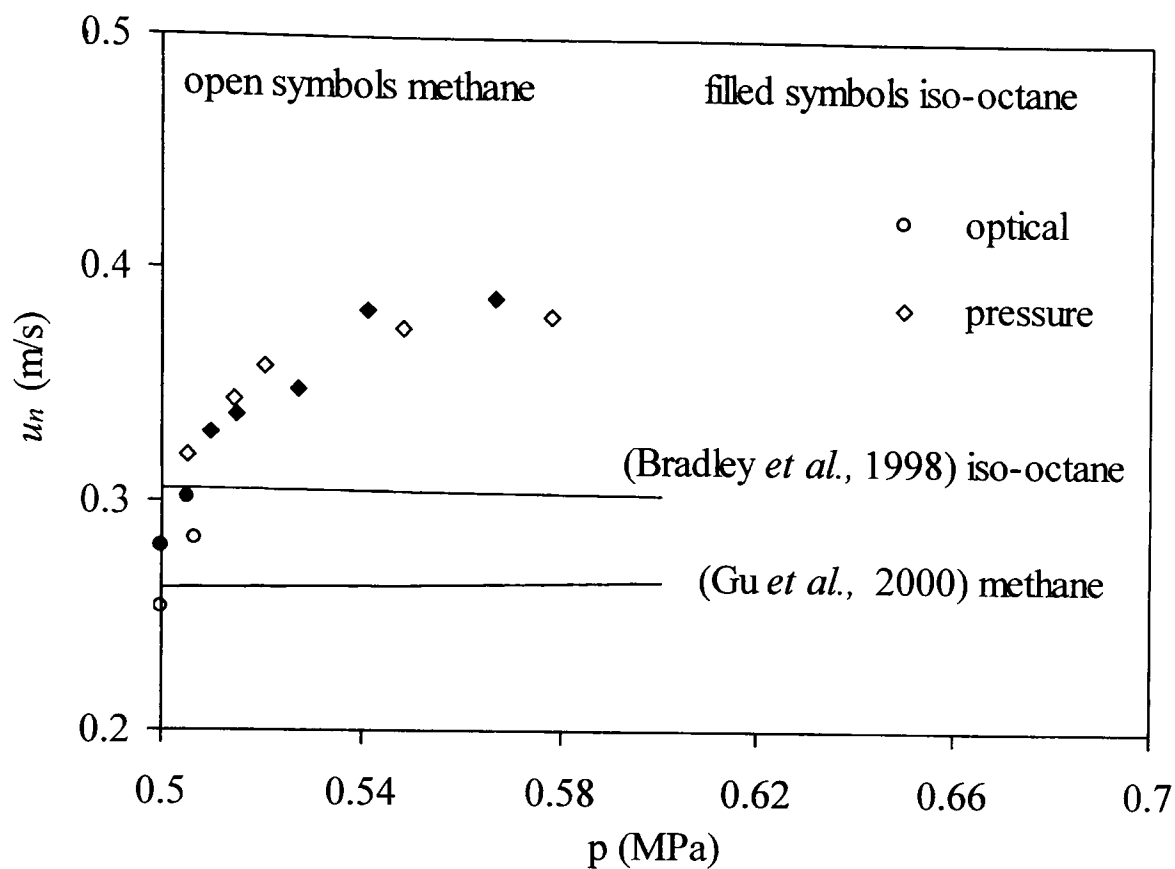 0.5
open symbols methane
filled symbols iso-octane
optical
0.4
pressure
uₙ (m/s)
(Bradley et al., 1998) iso-octane
0.3
(Gu et al., 2000) methane
0.2
0.5 0.54 0.58 0.62 0.66 0.7
p (MPa)